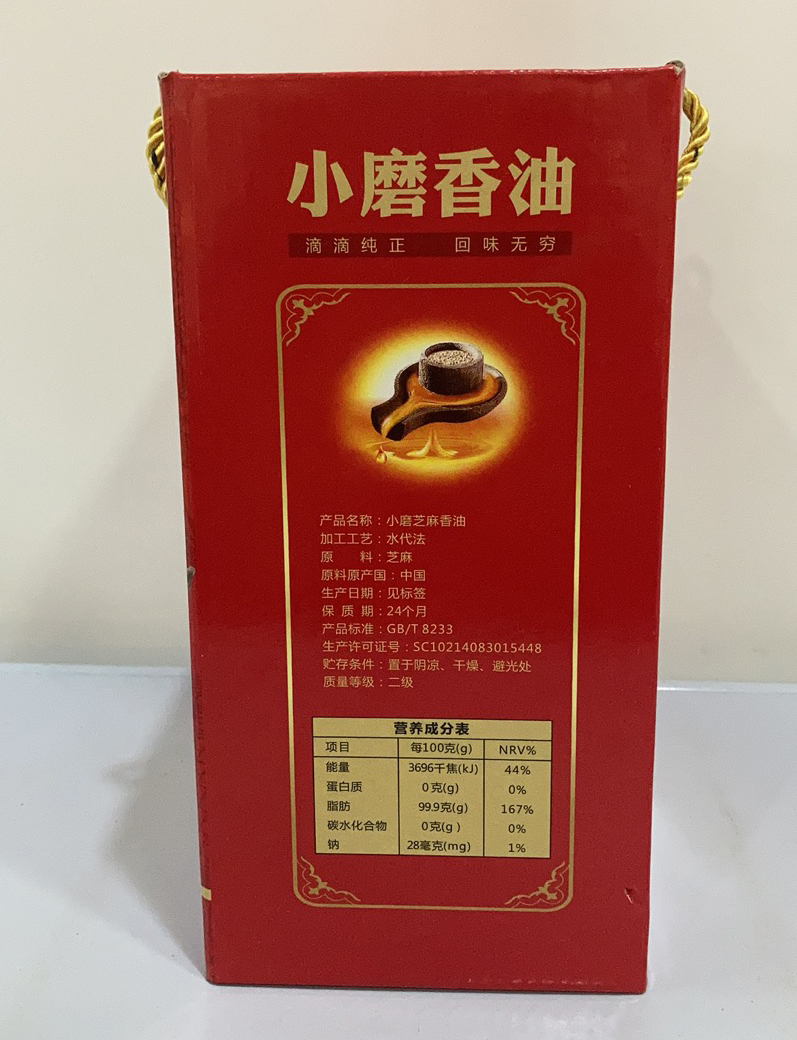 小磨香油
滴滴纯正 回味无穷
产品名称：小磨芝麻香油
加工工艺：水代法
原 料：芝麻
原料原产国：中国
生产日期：见标签
保 质 期：24个月
产品标准：GB/T 8233
生产许可证号：SC10214083015448
贮存条件：置于阴凉、干燥、避光处
质量等级：二级
营养成分表
项目 每100克(g) NRV%
能量 3696千焦(kJ) 44%
蛋白质 0克(g) 0%
脂肪 99.9克(g) 167%
碳水化合物 0克(g) 0%
钠 28毫克(mg) 1%